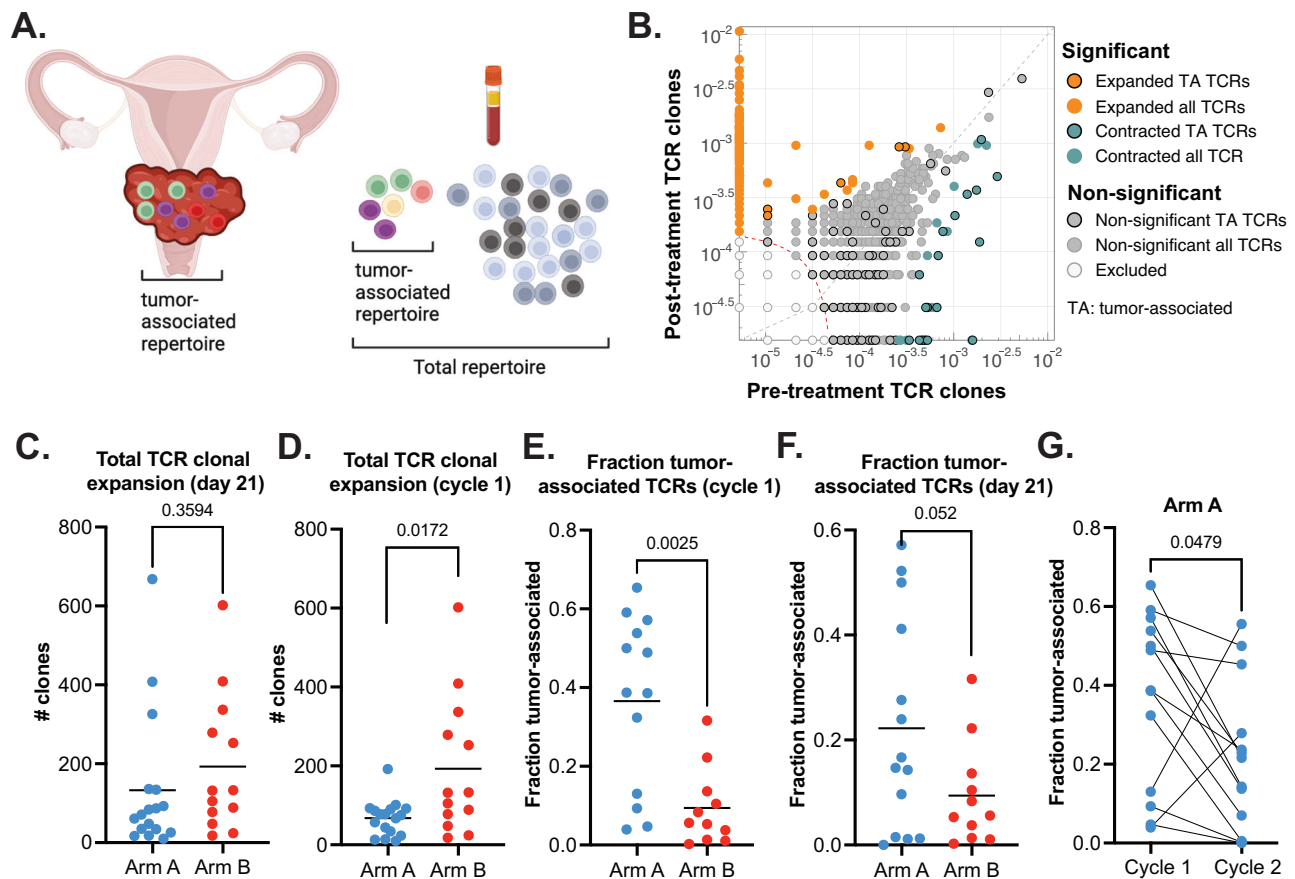 A.
tumor-
associated
repertoire
tumor-
associated
repertoire
Total repertoire
B.
Post-treatment TCR clones
10^-2
10^-2.5
10^-3
10^-3.5
10^-4
10^-4.5
10^-5
10^-4.5
10^-4
10^-3.5
10^-3
10^-2.5
10^-2
Pre-treatment TCR clones
Significant
Expanded TA TCRs
Expanded all TCRs
Contracted TA TCRs
Contracted all TCR
Non-significant
Non-significant TA TCRs
Non-significant all TCRs
Excluded
TA: tumor-associated
C.
Total TCR clonal
expansion (day 21)
0.3594
# clones
800
600
400
200
0
Arm A
Arm B
D.
Total TCR clonal
expansion (cycle 1)
0.0172
# clones
800
600
400
200
0
Arm A
Arm B
E.
Fraction tumor-
associated TCRs (cycle 1)
0.0025
Fraction tumor-associated
0.8
0.6
0.4
0.2
0.0
Arm A
Arm B
F.
Fraction tumor-
associated TCRs (day 21)
0.052
Fraction tumor-associated
0.6
0.4
0.2
0.0
Arm A
Arm B
G.
Arm A
0.0479
Fraction tumor-associated
0.8
0.6
0.4
0.2
0.0
Cycle 1
Cycle 2